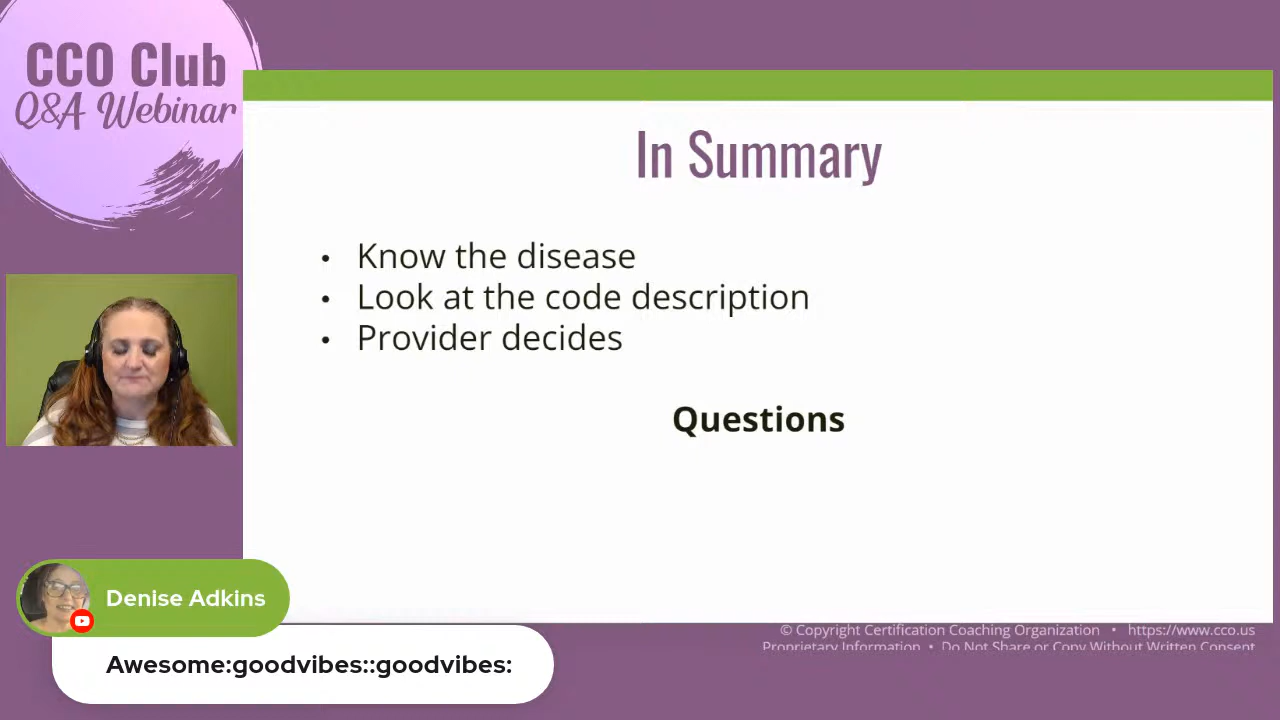 CCO Club
Q&A Webinar
In Summary
• Know the disease
• Look at the code description
• Provider decides
Questions
Denise Adkins
Awesome:goodvibes::goodvibes:
© Copyright Certification Coaching Organization • https://www.cco.us
Proprietary Information • Do Not Share or Copy Without Written Consent